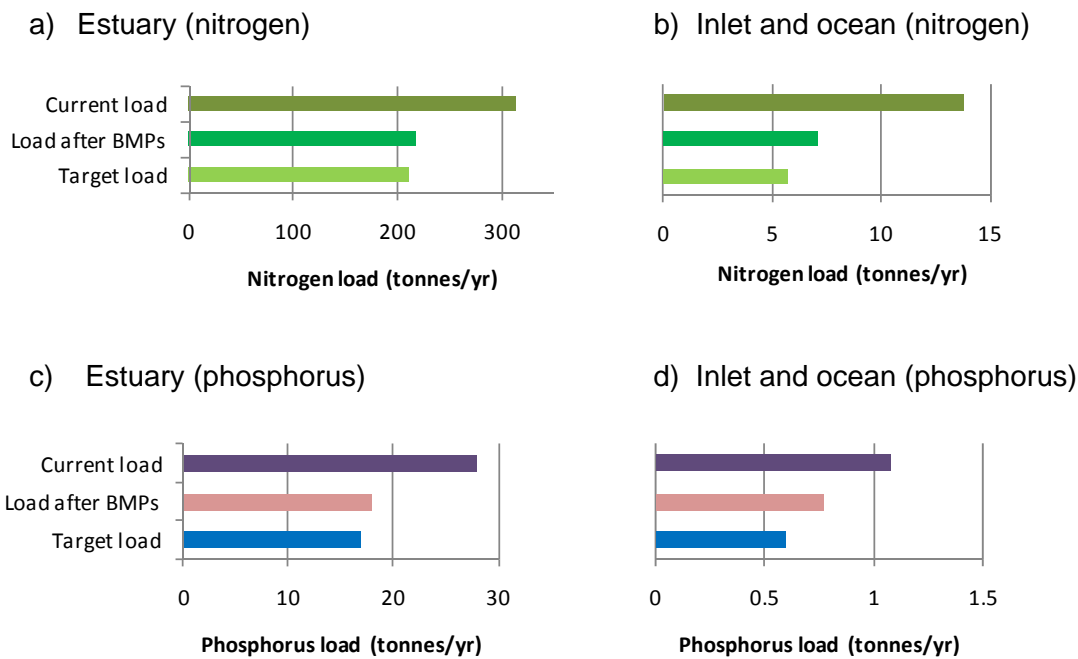 a) Estuary (nitrogen)
Current load
Load after BMPs
Target load
0 100 200 300
Nitrogen load (tonnes/yr)
b) Inlet and ocean (nitrogen)
0 5 10 15
Nitrogen load (tonnes/yr)
c) Estuary (phosphorus)
Current load
Load after BMPs
Target load
0 10 20 30
Phosphorus load (tonnes/yr)
d) Inlet and ocean (phosphorus)
0 0.5 1 1.5
Phosphorus load (tonnes/yr)